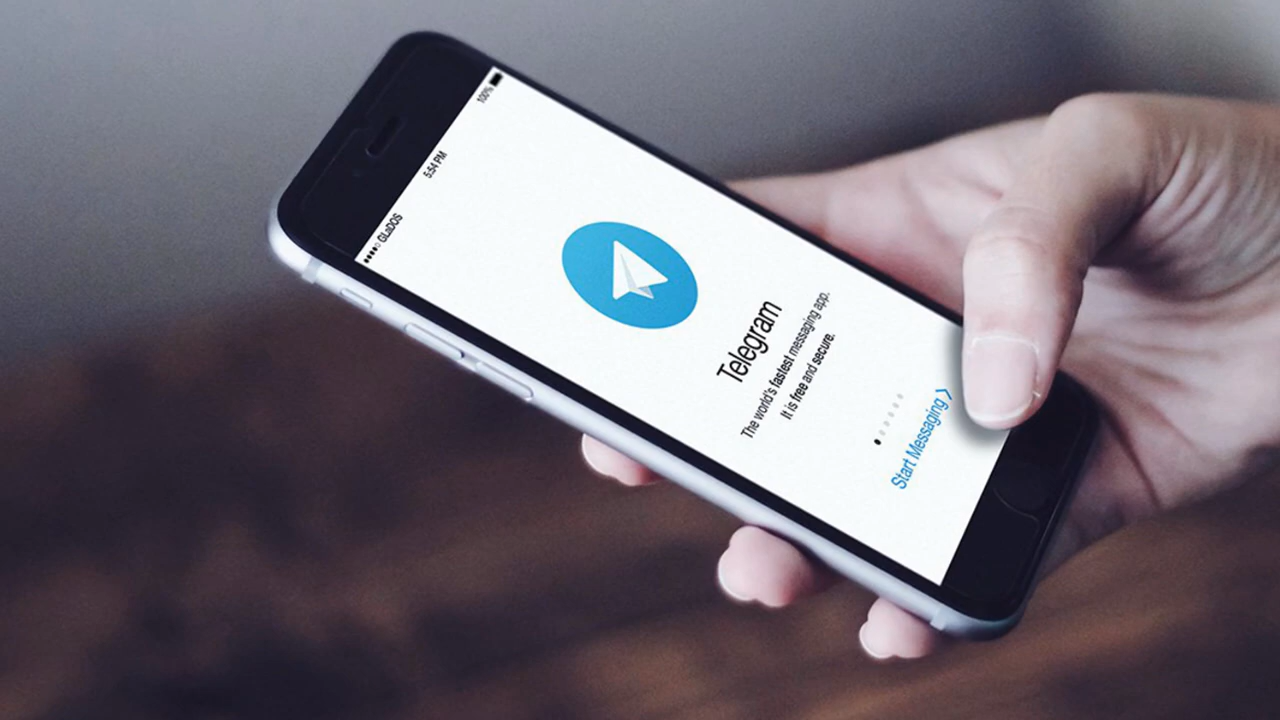 ●●●●○ GLaDOS 5:54 PM 100%
Telegram
The world's fastest messaging app.
It is free and secure.
Start Messaging ❯